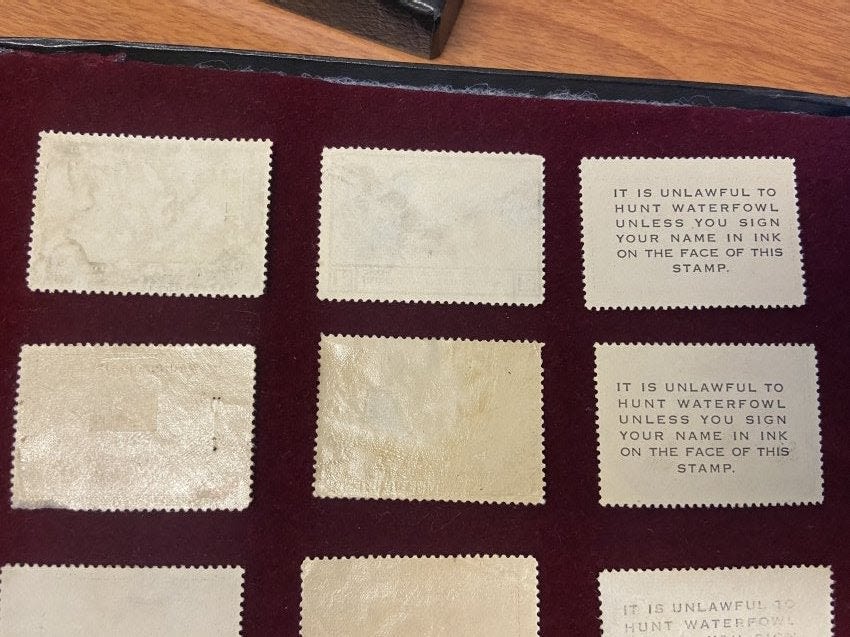 IT IS UNLAWFUL TO
HUNT WATERFOWL
UNLESS YOU SIGN
YOUR NAME IN INK
ON THE FACE OF THIS
STAMP.
IT IS UNLAWFUL TO
HUNT WATERFOWL
UNLESS YOU SIGN
YOUR NAME IN INK
ON THE FACE OF THIS
STAMP.
IT IS UNLAWFUL TO
HUNT WATERFOWL